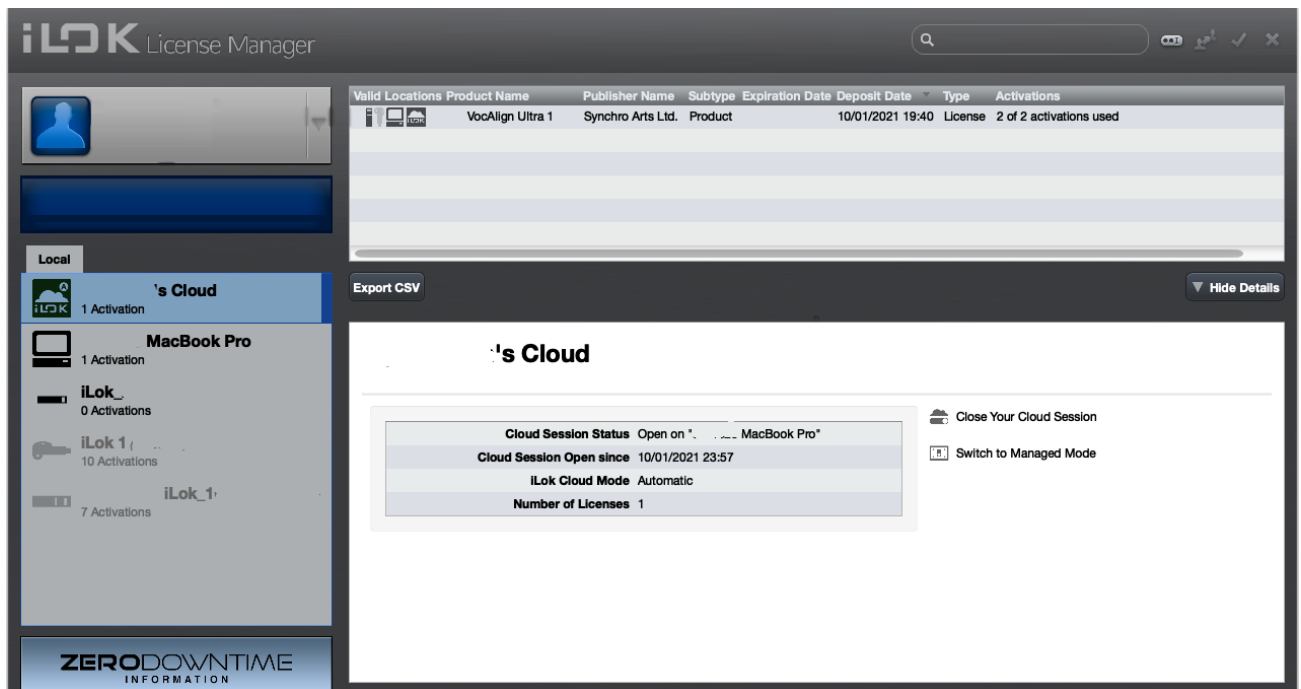 iLOK License Manager
Valid Locations Product Name Publisher Name Subtype Expiration Date Deposit Date Type Activations
iLOK VocAlign Ultra 1 Synchro Arts Ltd. Product 10/01/2021 19:40 License 2 of 2 activations used
Local
Export CSV
Hide Details
A
iLOK
's Cloud
1 Activation
MacBook Pro
1 Activation
iLok_
0 Activations
iLok 1 (
10 Activations
iLok_1
7 Activations
ZERODOWNTIME
INFORMATION
's Cloud
Cloud Session Status Open on " MacBook Pro"
Cloud Session Open since 10/01/2021 23:57
iLok Cloud Mode Automatic
Number of Licenses 1
Close Your Cloud Session
Switch to Managed Mode